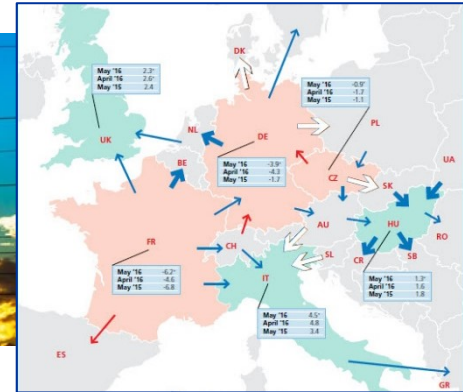 DK
May '16 2.3
April '16 2.6
May '15 2.4
May '16 -0.9
April '16 -1.7
May '15 -1.1
UK
NL
DE
PL
BE
May '16 -3.9
April '16 -4.3
May '15 -1.7
CZ
SK
UA
FR
AU
HU
RO
CH
May '16 -6.2
April '16 -4.6
May '15 -6.8
IT
SL
CR
SB
May '16 1.3
April '16 1.6
May '15 1.8
May '16 4.5
April '16 4.8
May '15 3.4
ES
GR